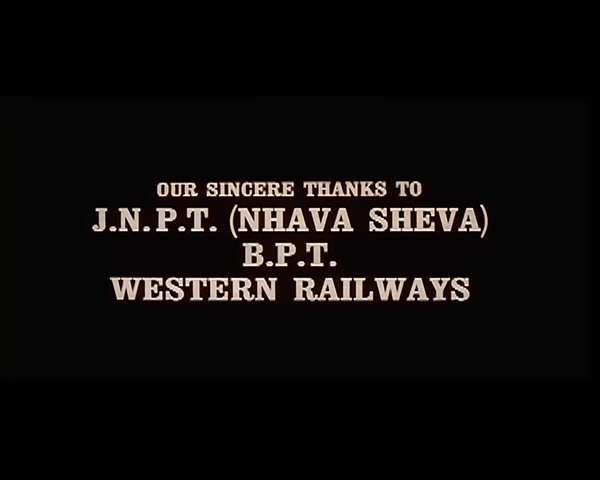 OUR SINCERE THANKS TO
J.N.P.T. (NHAVA SHEVA)
B.P.T.
WESTERN RAILWAYS